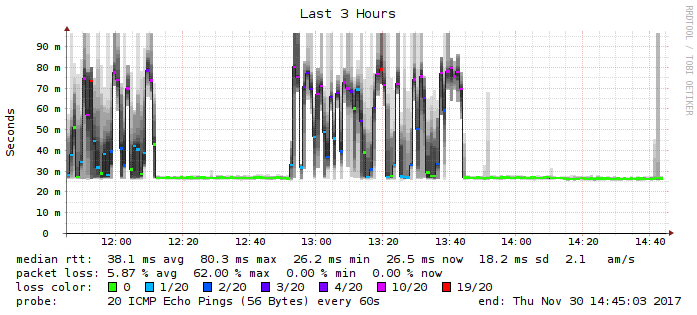 Last 3 Hours
RRDTOOL / TOBI OETIKER
Seconds
90 m
80 m
70 m
60 m
50 m
40 m
30 m
20 m
10 m
0
12:00 12:20 12:40 13:00 13:20 13:40 14:00 14:20 14:40
median rtt: 38.1 ms avg 80.3 ms max 26.2 ms min 26.5 ms now 18.2 ms sd 2.1 am/s
packet loss: 5.87 % avg 62.00 % max 0.00 % min 0.00 % now
loss color: 0 1/20 2/20 3/20 4/20 10/20 19/20
probe: 20 ICMP Echo Pings (56 Bytes) every 60s end: Thu Nov 30 14:45:03 2017